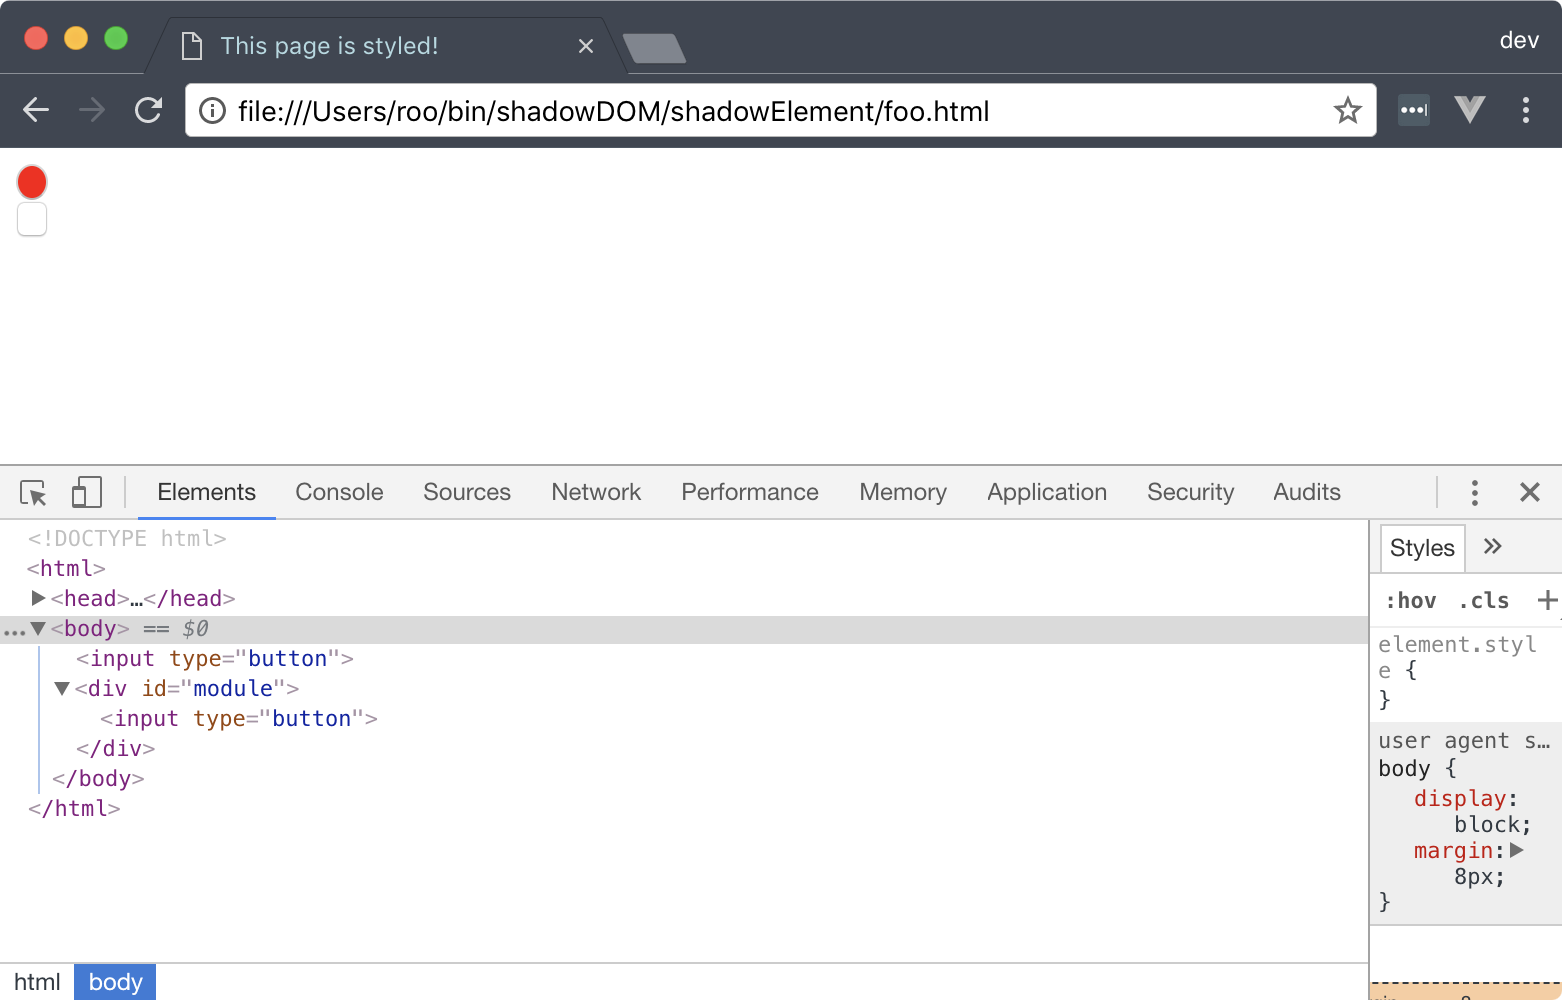 This page is styled!
dev
file:///Users/roo/bin/shadowDOM/shadowElement/foo.html
Elements Console Sources Network Performance Memory Application Security Audits
<!DOCTYPE html>
<html>
<head>…</head>
<body> == $0
<input type="button">
<div id="module">
<input type="button">
</div>
</body>
</html>
html body
Styles
:hov .cls +
element.styl
e {
}
user agent s…
body {
display:
block;
margin:
8px;
}